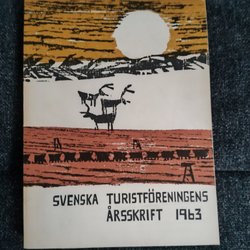 SVENSKA TURISTFÖRENINGENS
ÅRSSKRIFT 1963